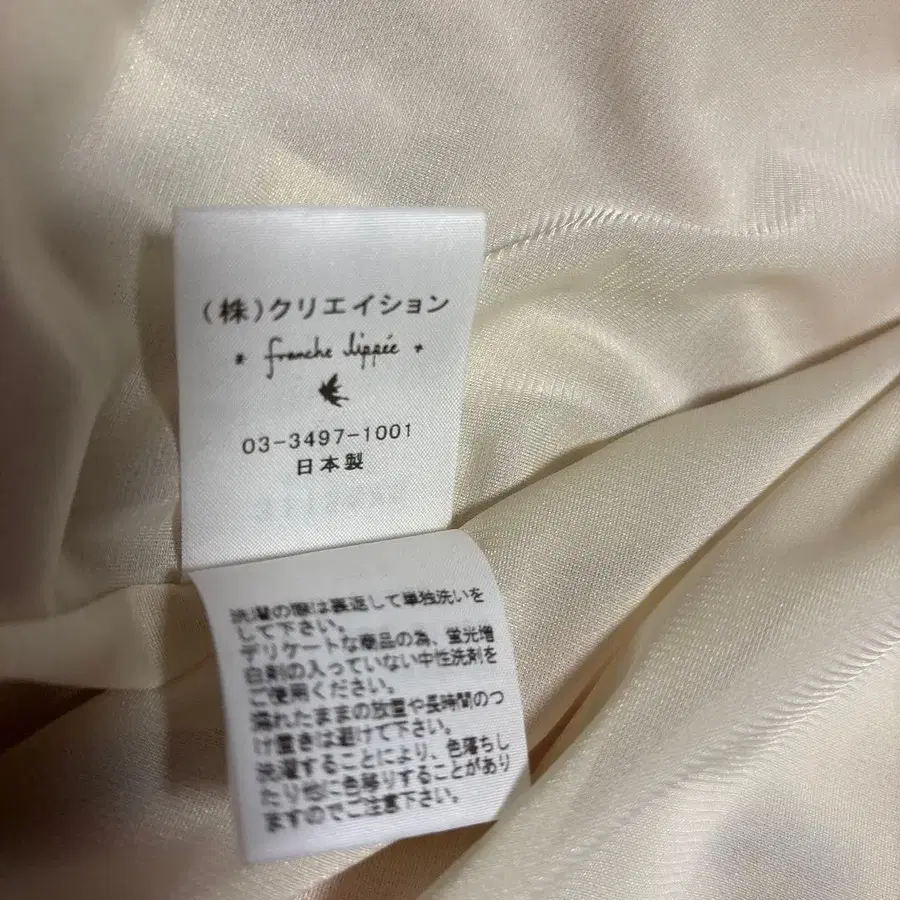 (株)クリエイション
* franche lippée +
03-3497-1001
日本製
洗濯の際は裏返して単独洗いを
して下さい。
デリケートな商品の為、蛍光増
白剤の入っていない中性洗剤を
ご使用ください。
濡れたままの放置や長時間のつ
け置きは避けて下さい。
洗濯することにより、色落ちし
たり他に色移りすることがあり
ますのでご注意下さい。